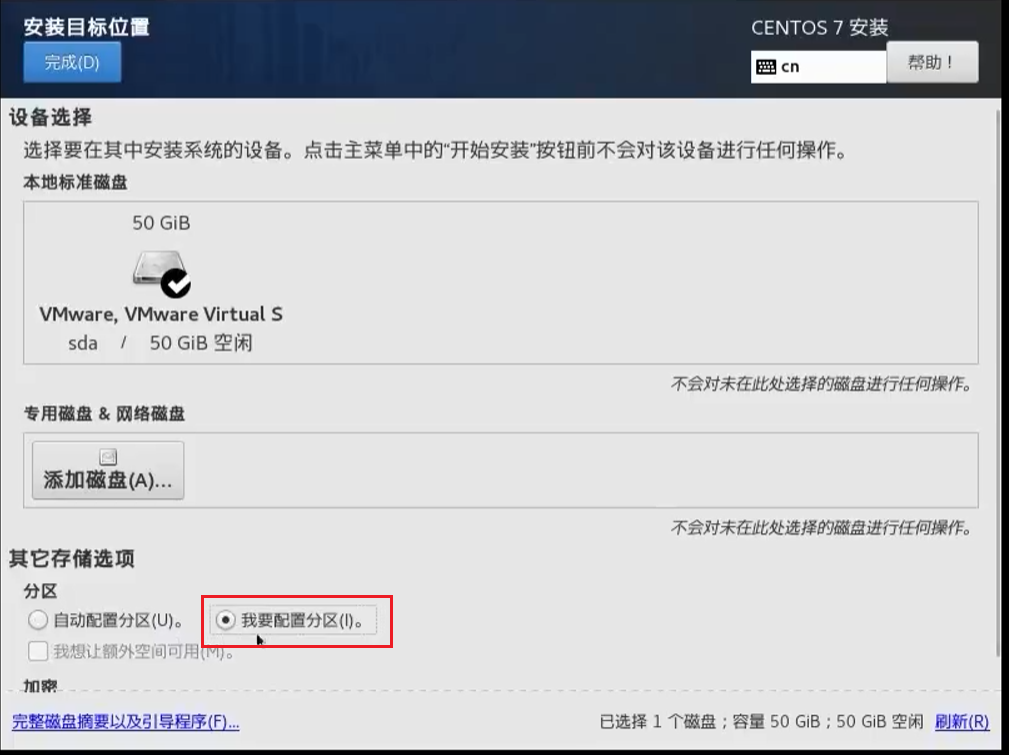 安装目标位置
CENTOS 7 安装
完成(D)
cn
帮助！
设备选择
选择要在其中安装系统的设备。点击主菜单中的“开始安装”按钮前不会对该设备进行任何操作。
本地标准磁盘
50 GiB
VMware, VMware Virtual S
sda / 50 GiB 空闲
不会对未在此处选择的磁盘进行任何操作。
专用磁盘 & 网络磁盘
添加磁盘(A)...
不会对未在此处选择的磁盘进行任何操作。
其它存储选项
分区
自动配置分区(U)。 我要配置分区(I)。
我想让额外空间可用(M)。
加密
完整磁盘摘要以及引导程序(F)... 已选择 1 个磁盘；容量 50 GiB；50 GiB 空闲 刷新(R)